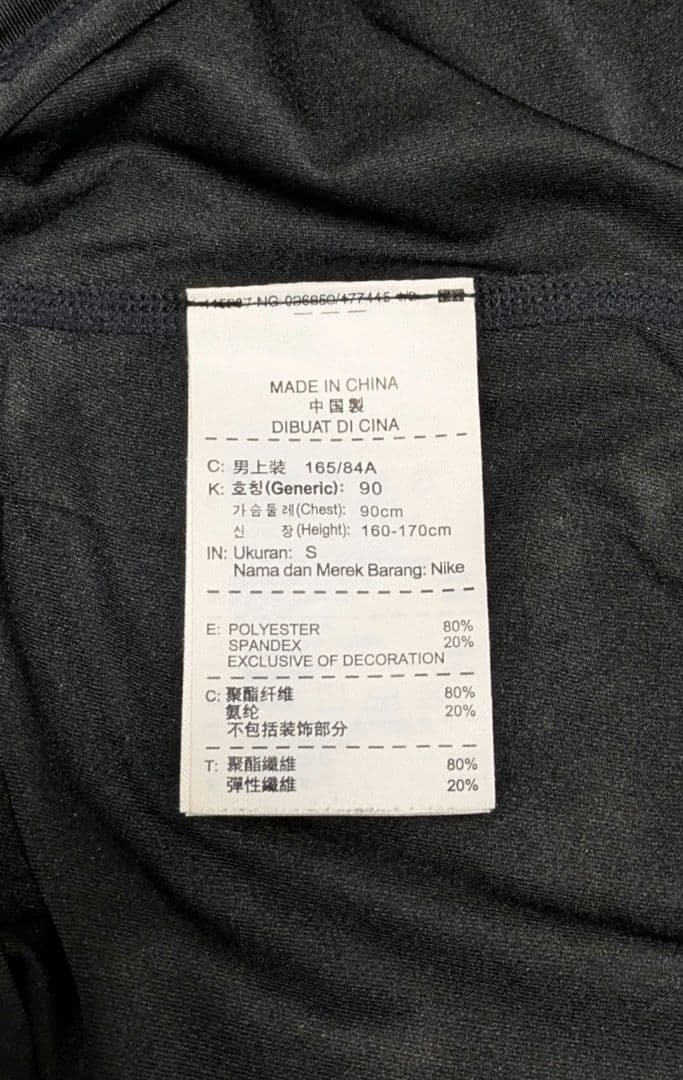 MADE IN CHINA
中国製
DIBUAT DI CINA
C: 男上装 165/84A
K: 호칭(Generic): 90
가슴둘레(Chest): 90cm
신 장(Height): 160-170cm
IN: Ukuran: S
Nama dan Merek Barang: Nike
E: POLYESTER 80%
SPANDEX 20%
EXCLUSIVE OF DECORATION
C: 聚酯纤维 80%
氨纶 20%
不包括装饰部分
T: 聚酯纖維 80%
彈性纖維 20%